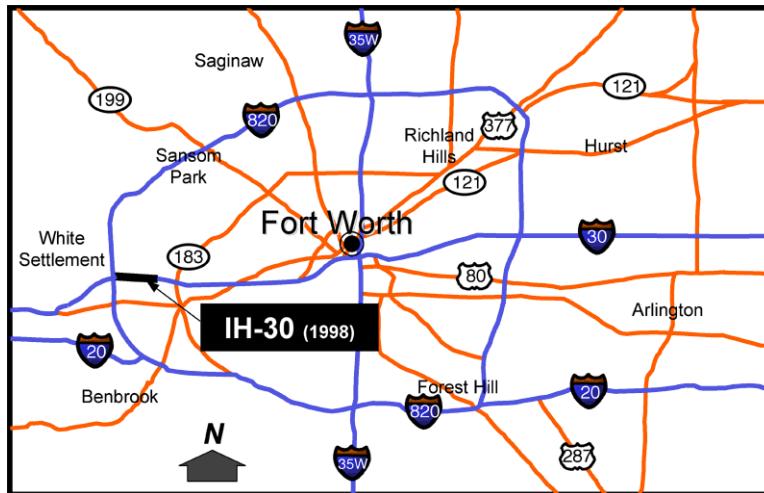 35W
Saginaw
199
121
820
377
Richland
Hills
Hurst
Sansom
Park
121
Fort Worth
White
Settlement
30
183
80
IH-30 (1998)
Arlington
20
Benbrook
Forest Hill
20
820
N
35W
287